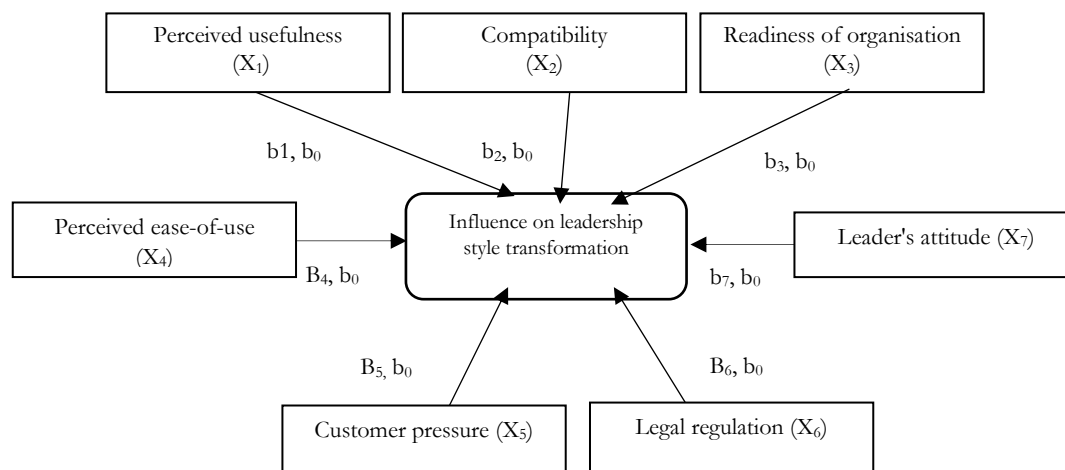 Perceived usefulness
(X₁)
Compatibility
(X₂)
Readiness of organisation
(X₃)
b1, b₀
b₂, b₀
b₃, b₀
Perceived ease-of-use
(X₄)
Influence on leadership
style transformation
Leader's attitude (X₇)
B₄, b₀
b₇, b₀
B₅, b₀
B₆, b₀
Customer pressure (X₅)
Legal regulation (X₆)